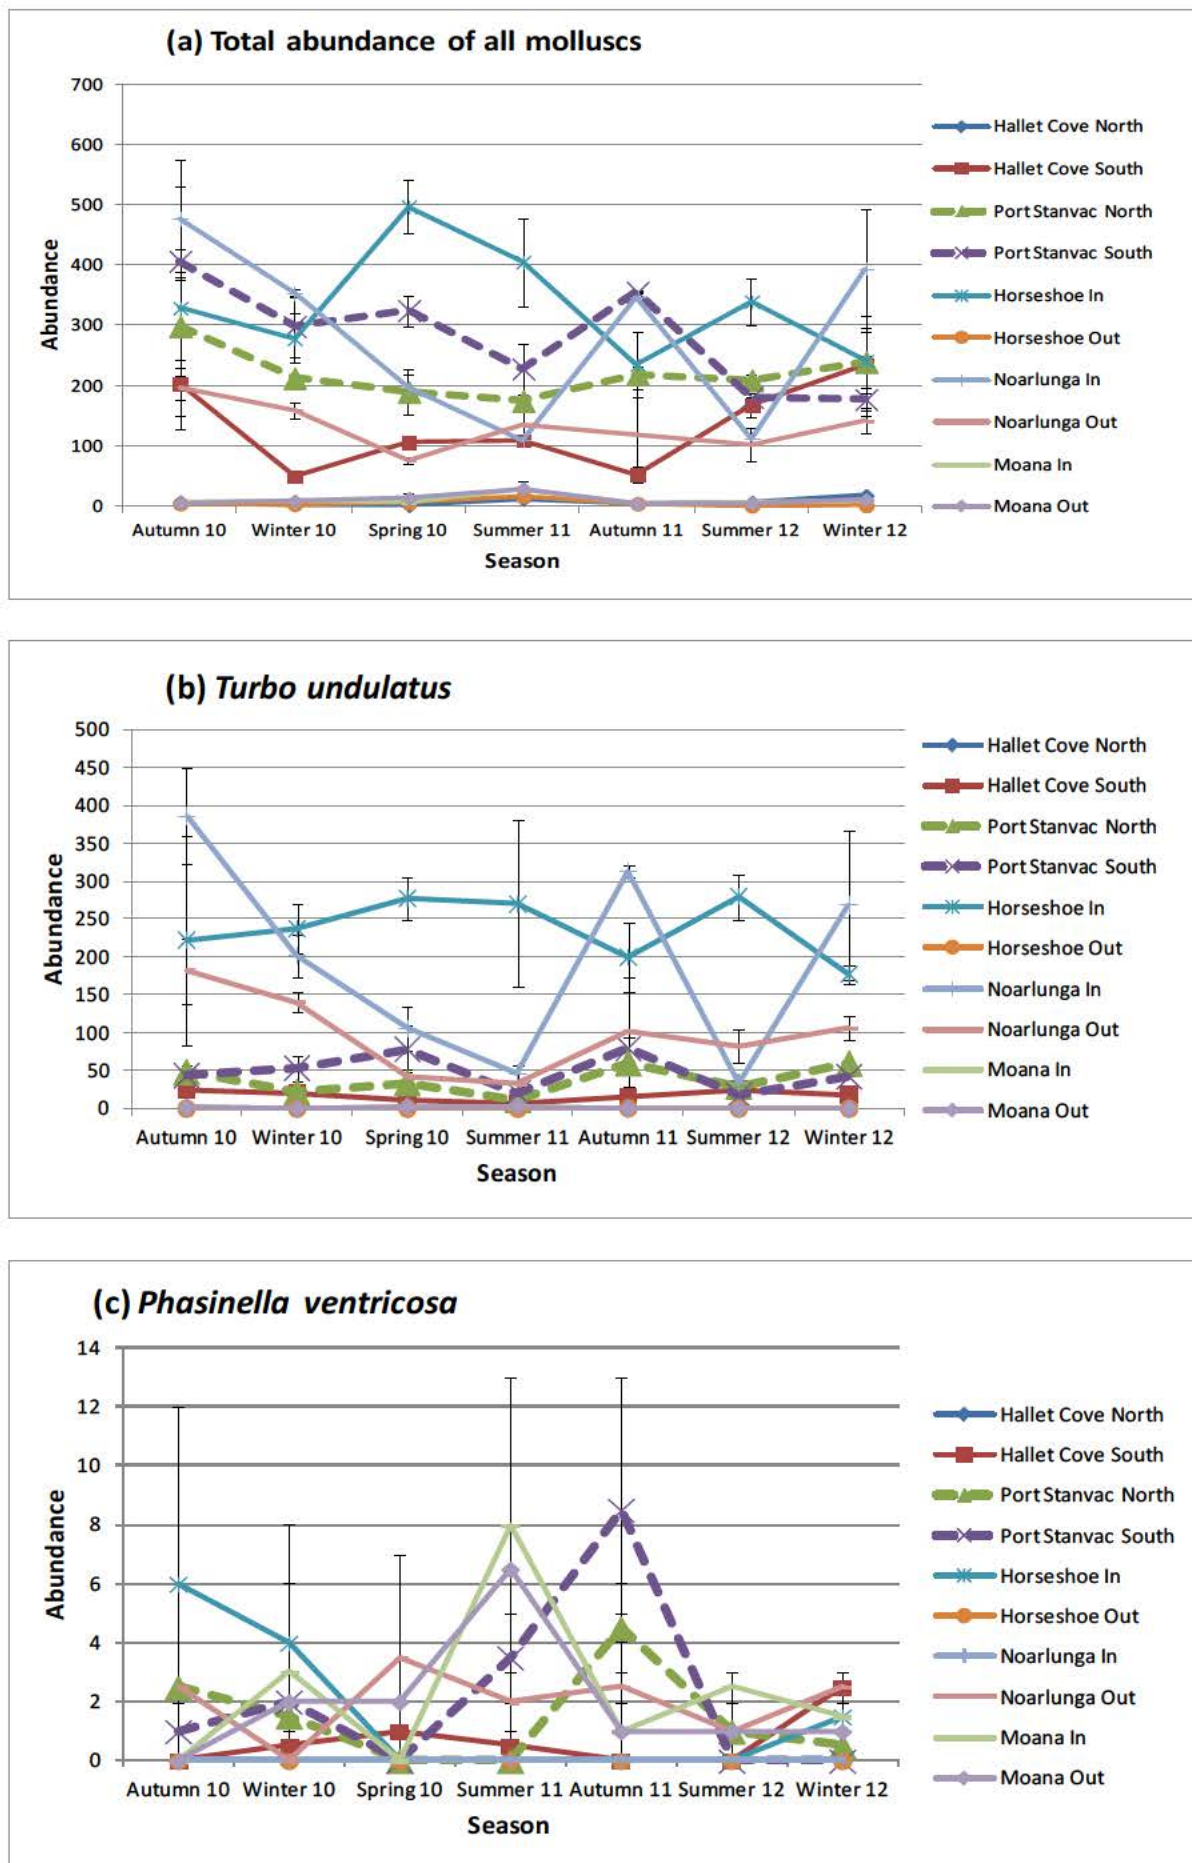 (a) Total abundance of all molluscs
700
600
500
400
300
200
100
0
Abundance
Autumn 10 Winter 10 Spring 10 Summer 11 Autumn 11 Summer 12 Winter 12
Season
Hallet Cove North
Hallet Cove South
Port Stanvac North
Port Stanvac South
Horseshoe In
Horseshoe Out
Noarlunga In
Noarlunga Out
Moana In
Moana Out
(b) Turbo undulatus
500
450
400
350
300
250
200
150
100
50
0
Abundance
Autumn 10 Winter 10 Spring 10 Summer 11 Autumn 11 Summer 12 Winter 12
Season
Hallet Cove North
Hallet Cove South
Port Stanvac North
Port Stanvac South
Horseshoe In
Horseshoe Out
Noarlunga In
Noarlunga Out
Moana In
Moana Out
(c) Phasinella ventricosa
14
12
10
8
6
4
2
0
Abundance
Autumn 10 Winter 10 Spring 10 Summer 11 Autumn 11 Summer 12 Winter 12
Season
Hallet Cove North
Hallet Cove South
Port Stanvac North
Port Stanvac South
Horseshoe In
Horseshoe Out
Noarlunga In
Noarlunga Out
Moana In
Moana Out